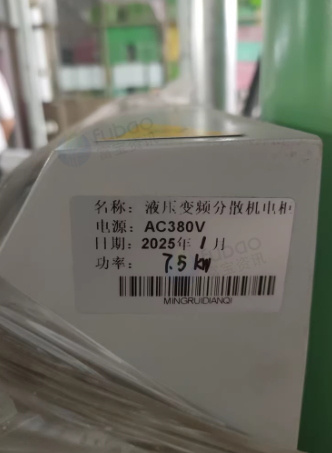 名称：液压变频分散机电柜
电源：AC380V
日期：2025年1月
功率：7.5kw
MINGRUIDIANQI
FUDAO